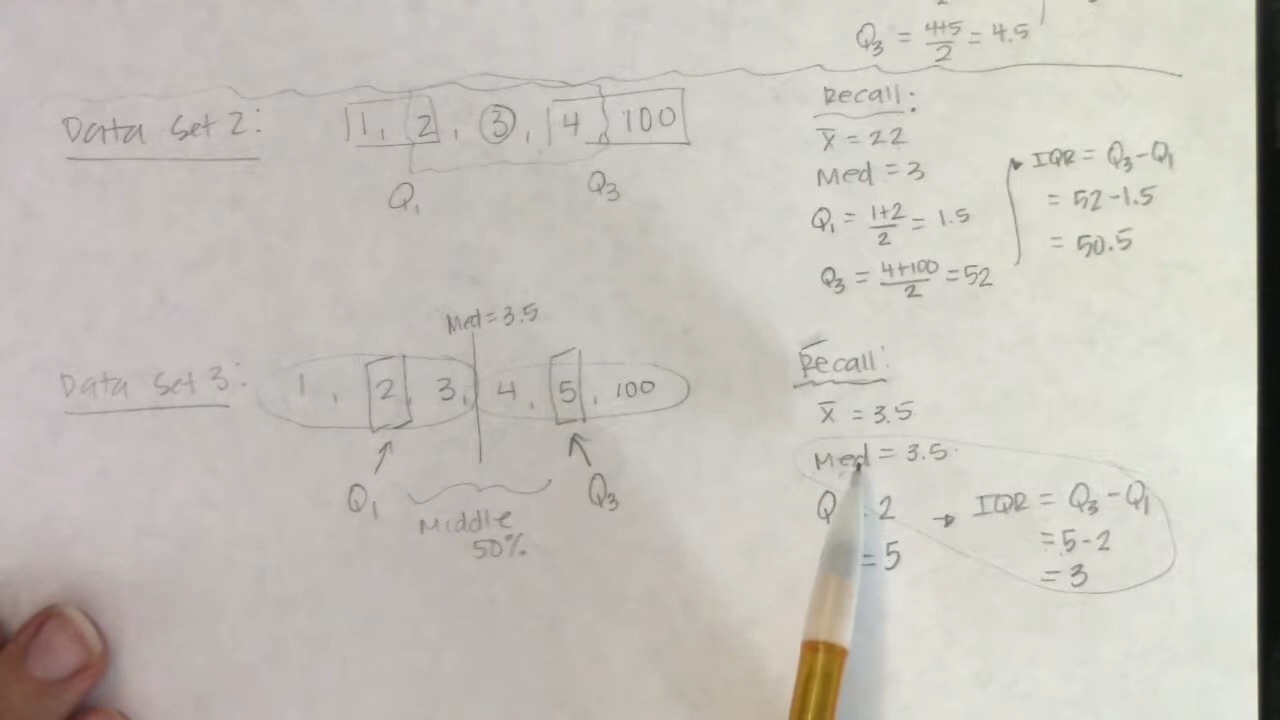 Q3 = 4+5/2 = 4.5
Data Set 2: 1, 2, 3, 4, 100
Q1 Q3
Recall:
x̄ = 22
Med = 3
Q1 = 1+2/2 = 1.5
Q3 = 4+100/2 = 52
IQR = Q3-Q1
= 52-1.5
= 50.5
Med=3.5
Data Set 3: 1, 2, 3, 4, 5, 100
Q1 Q3
Middle
50%
Recall:
x̄ = 3.5
Med = 3.5
Q 2
= 5
IQR = Q3-Q1
= 5-2
= 3